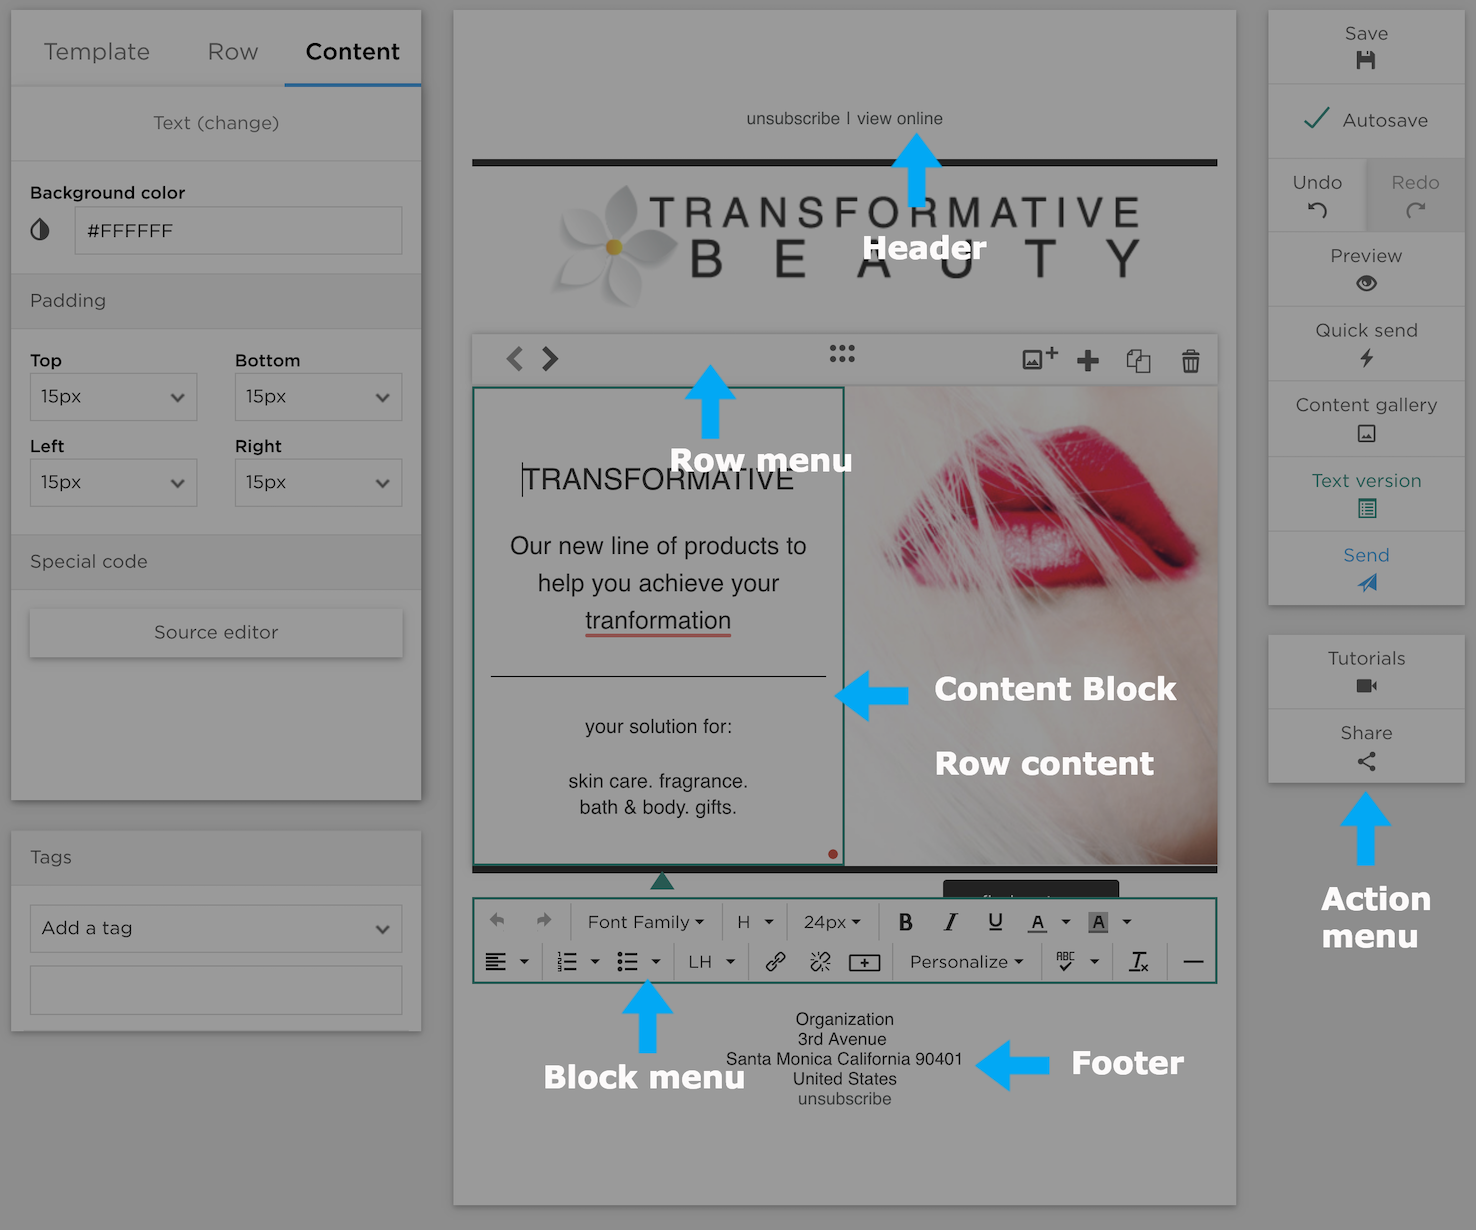 Template Row Content
Text (change)
Background color
#FFFFFF
Padding
Top Bottom
15px 15px
Left Right
15px 15px
Special code
Source editor
Tags
Add a tag
unsubscribe | view online
TRANSFORMATIVE
BEAUTY
Header
Row menu
TRANSFORMATIVE
Our new line of products to
help you achieve your
tranformation
Content Block
Row content
your solution for:
skin care. fragrance.
bath & body. gifts.
Font Family H 24px B I U A A
LH Personalize ABC Tx
Block menu
Organization
3rd Avenue
Santa Monica California 90401
United States
unsubscribe
Footer
Save
Autosave
Undo Redo
Preview
Quick send
Content gallery
Text version
Send
Tutorials
Share
Action
menu